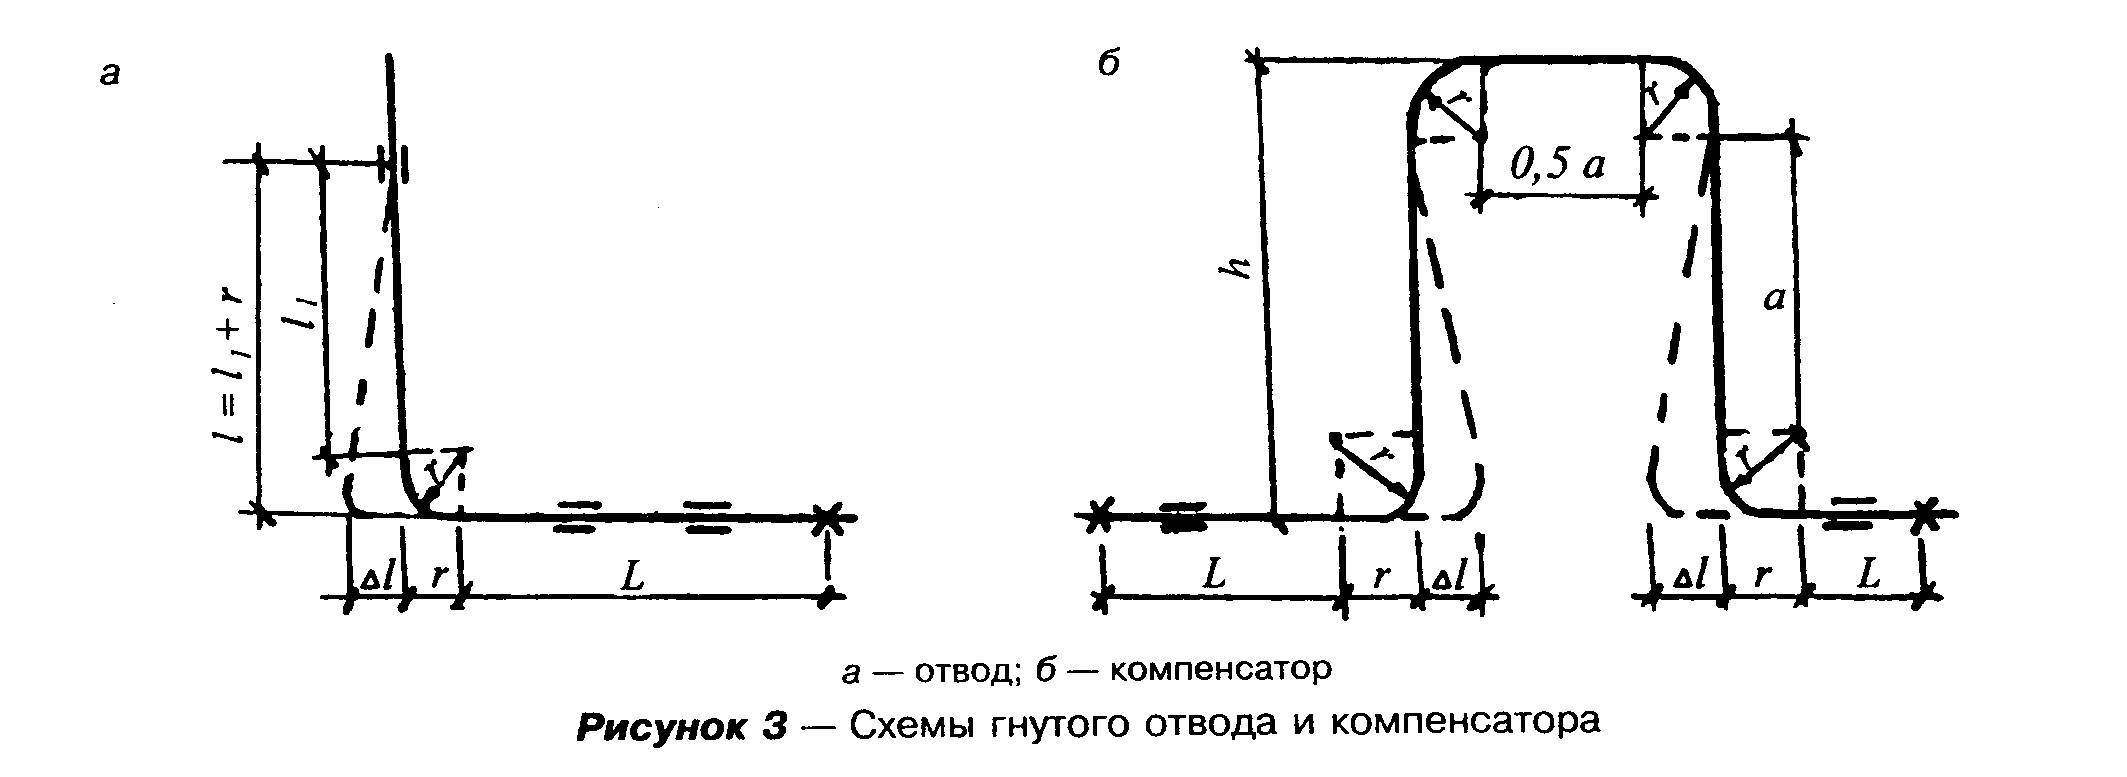 а
l = l₁ + r
l₁
r
Δl
r
L
б
h
r
r
0,5 a
a
r
r
L
r
Δl
Δl
r
L
а — отвод; б — компенсатор
Рисунок 3 — Схемы гнутого отвода и компенсатора